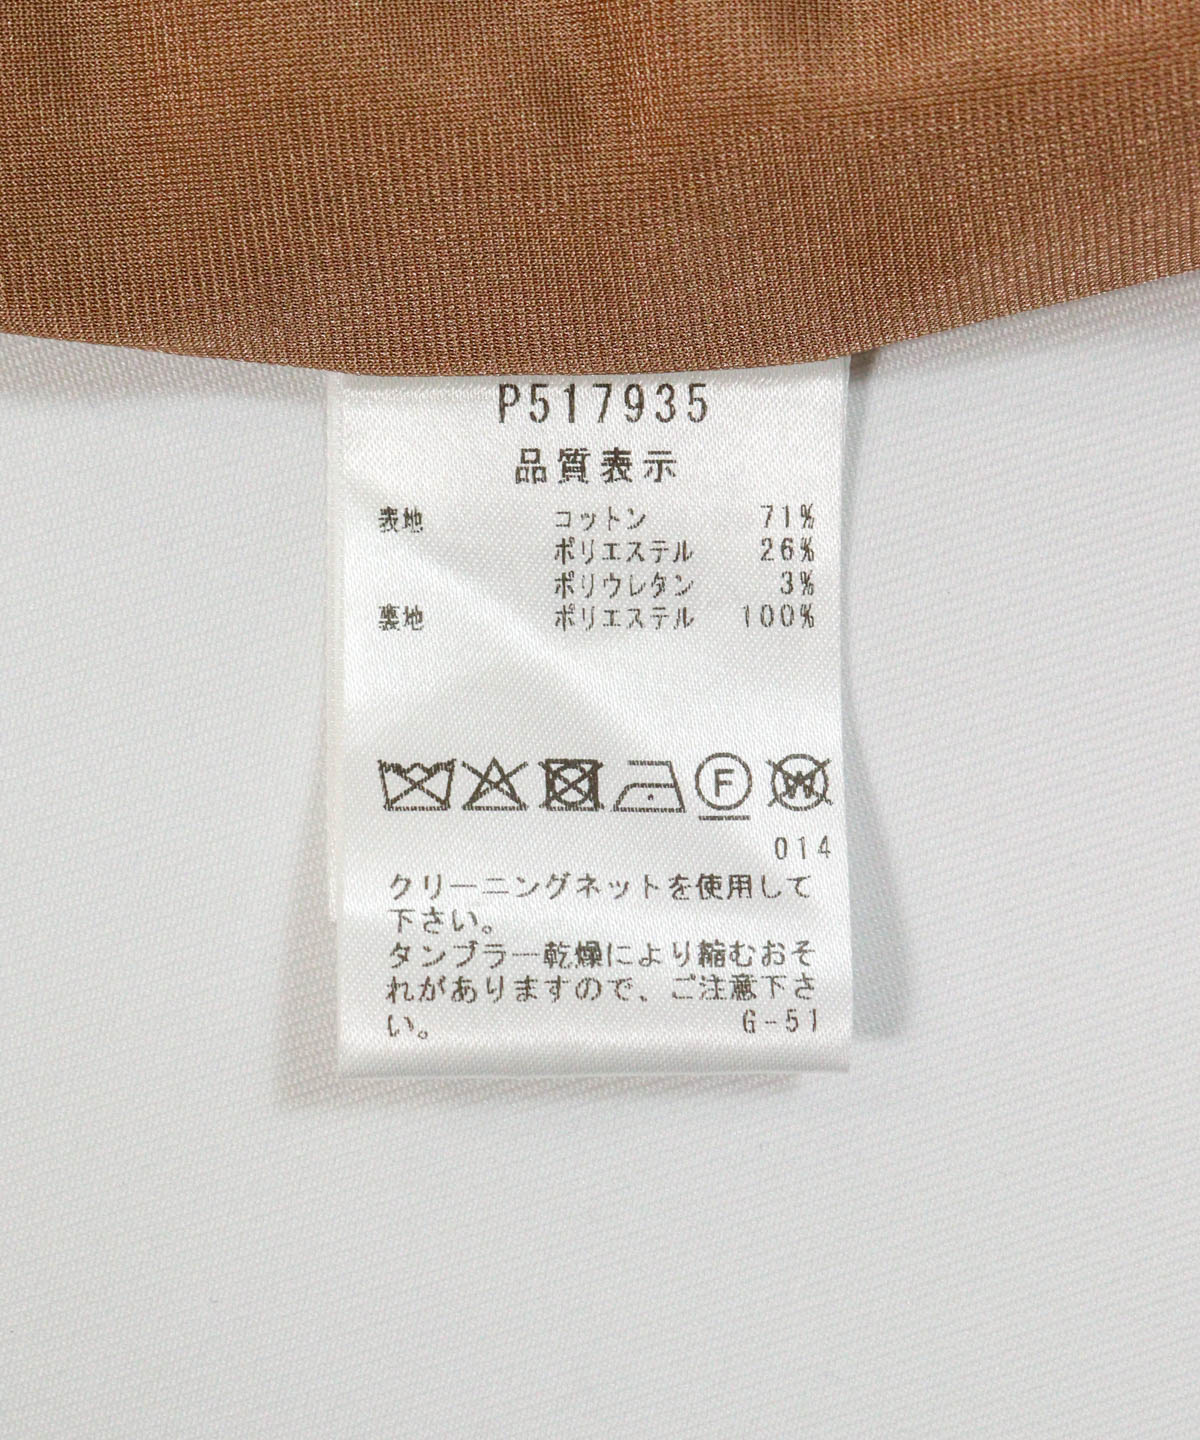 P517935
品質表示
表地 コットン 71%
ポリエステル 26%
ポリウレタン 3%
裏地 ポリエステル 100%
F W
014
クリーニングネットを使用して
下さい。
タンブラー乾燥により縮むおそ
れがありますので、ご注意下さ
い。 G-51